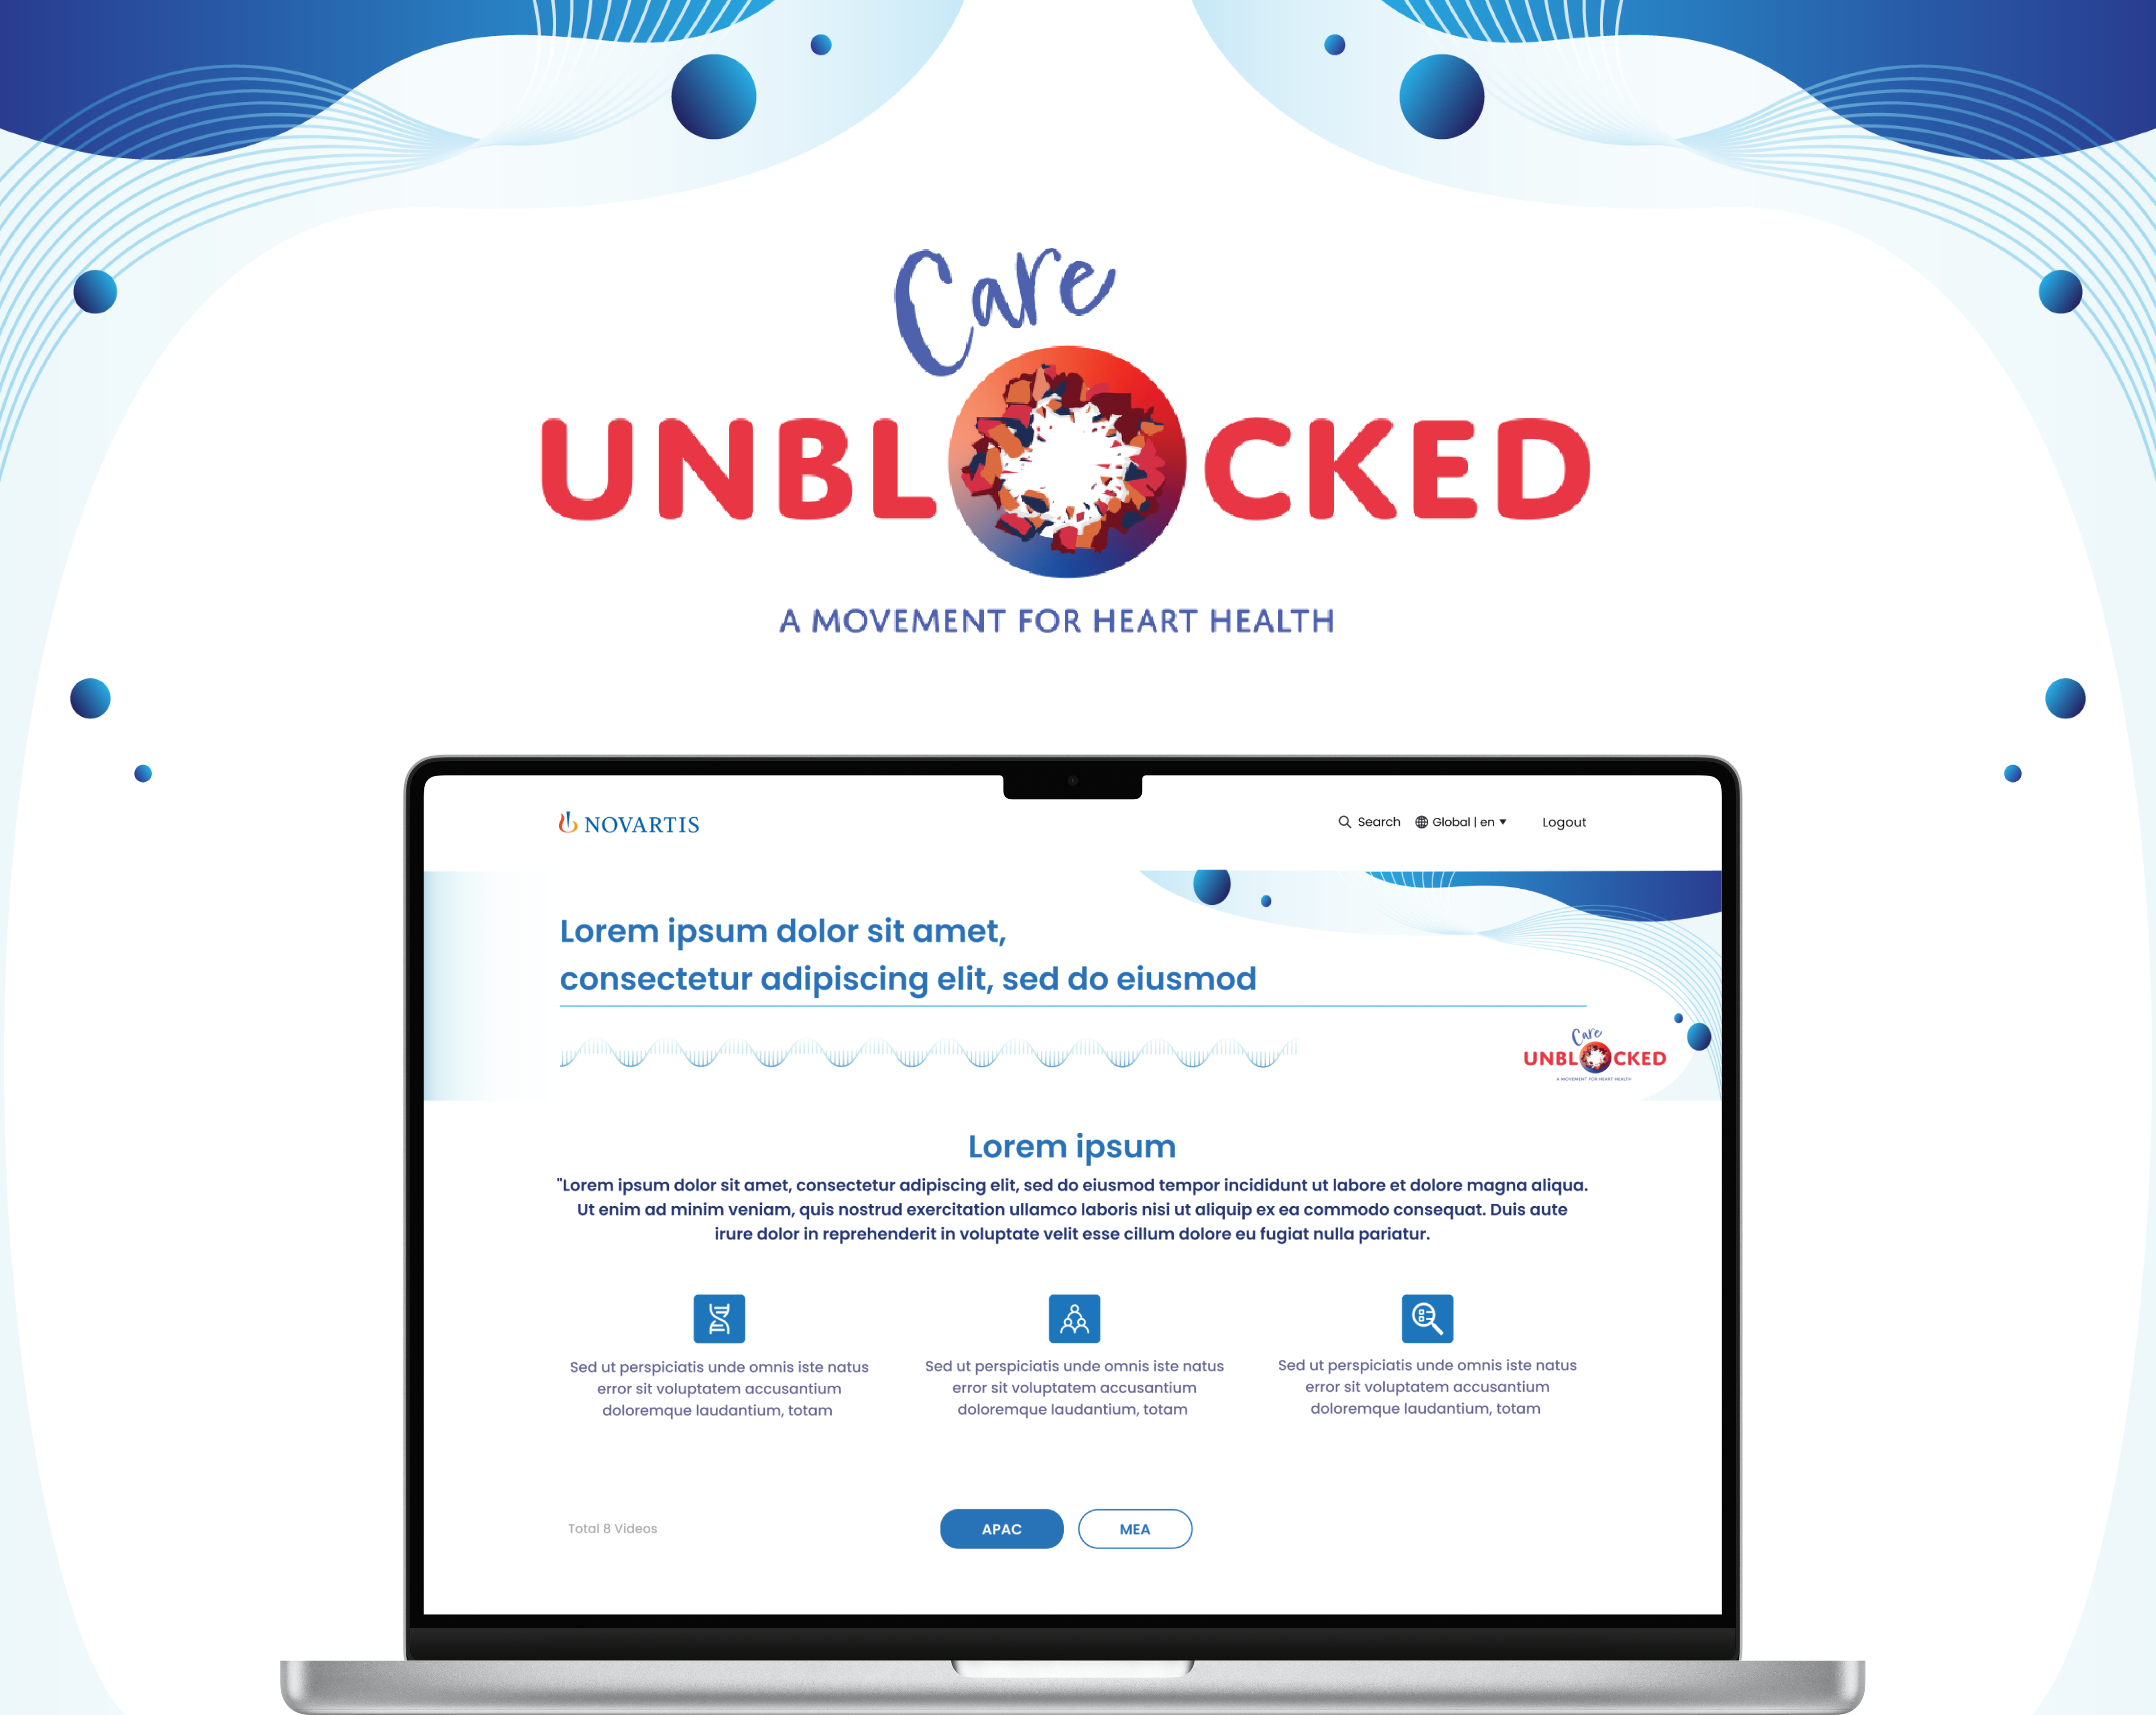 Care
UNBLOCKED
A MOVEMENT FOR HEART HEALTH
NOVARTIS
Search Global | en Logout
Lorem ipsum dolor sit amet,
consectetur adipiscing elit, sed do eiusmod
Care
UNBLOCKED
A MOVEMENT FOR HEART HEALTH
Lorem ipsum
"Lorem ipsum dolor sit amet, consectetur adipiscing elit, sed do eiusmod tempor incididunt ut labore et dolore magna aliqua.
Ut enim ad minim veniam, quis nostrud exercitation ullamco laboris nisi ut aliquip ex ea commodo consequat. Duis aute
irure dolor in reprehenderit in voluptate velit esse cillum dolore eu fugiat nulla pariatur.
Sed ut perspiciatis unde omnis iste natus
error sit voluptatem accusantium
doloremque laudantium, totam
Sed ut perspiciatis unde omnis iste natus
error sit voluptatem accusantium
doloremque laudantium, totam
Sed ut perspiciatis unde omnis iste natus
error sit voluptatem accusantium
doloremque laudantium, totam
Total 8 Videos
APAC
MEA